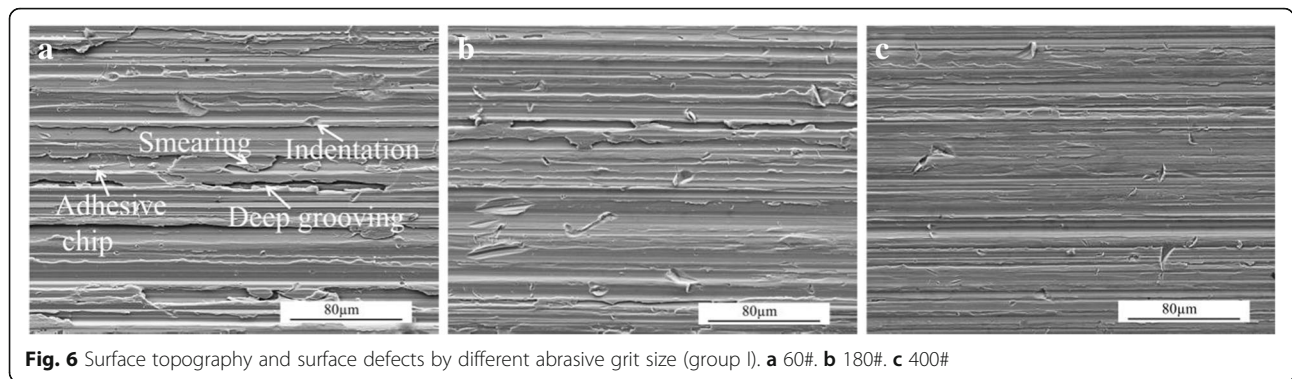 a
b
c
Smearing
Indentation
Adhesive
chip
Deep grooving
80μm
80μm
80μm
Fig. 6 Surface topography and surface defects by different abrasive grit size (group I). a 60#. b 180#. c 400#